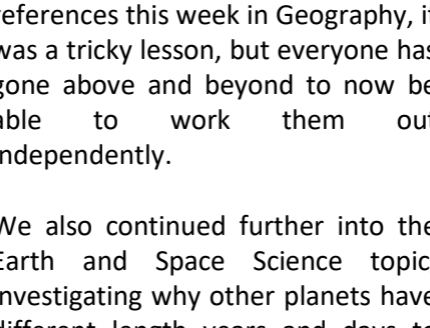 references this week in Geography, it
was a tricky lesson, but everyone has
gone above and beyond to now be
able to work them out
independently.
We also continued further into the
Earth and Space Science topic
investigating why other planets have
different length years and days to